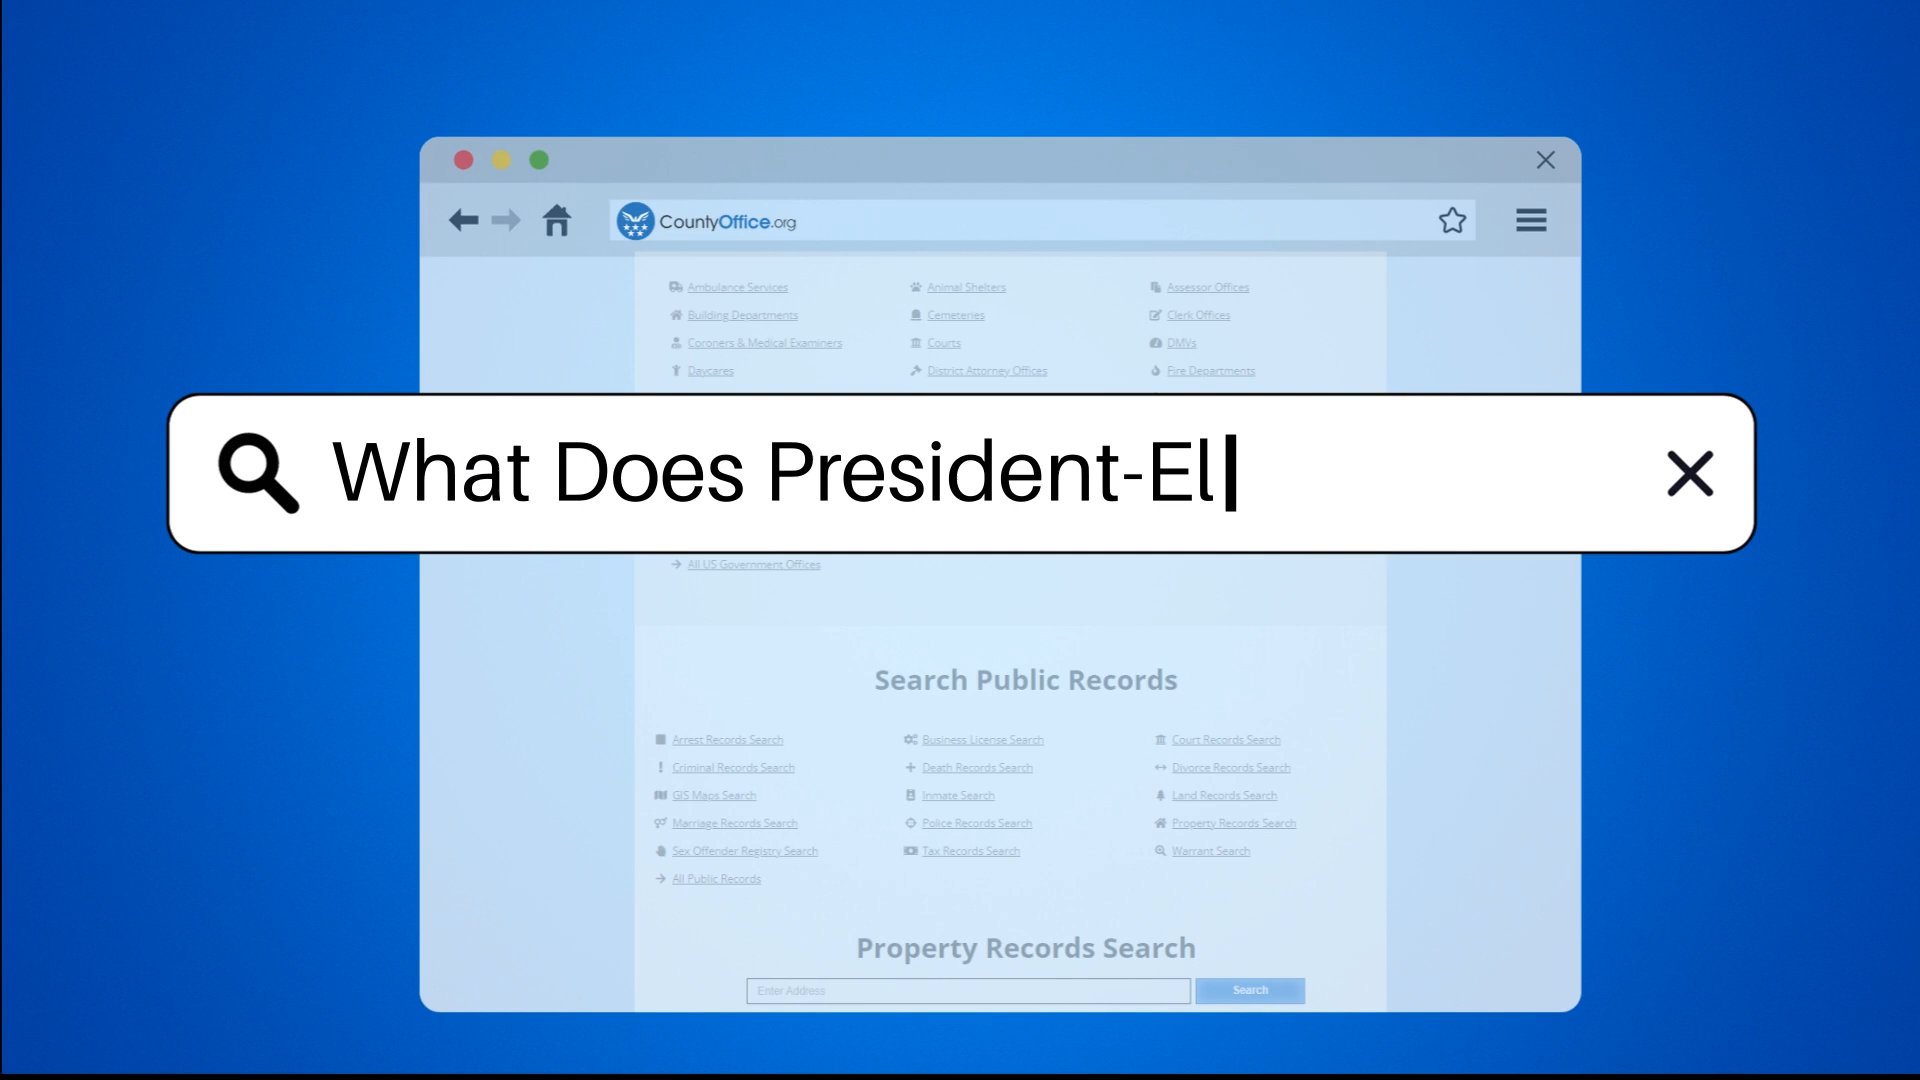 CountyOffice.org
Ambulance Services Animal Shelters Assessor Offices
Building Departments Cemeteries Clerk Offices
Coroners & Medical Examiners Courts DMVs
Daycares District Attorney Offices Fire Departments
What Does President-El
All US Government Offices
Search Public Records
Arrest Records Search Business License Search Court Records Search
Criminal Records Search Death Records Search Divorce Records Search
GIS Maps Search Inmate Search Land Records Search
Marriage Records Search Police Records Search Property Records Search
Sex Offender Registry Search Tax Records Search Warrant Search
All Public Records
Property Records Search
Enter Address Search